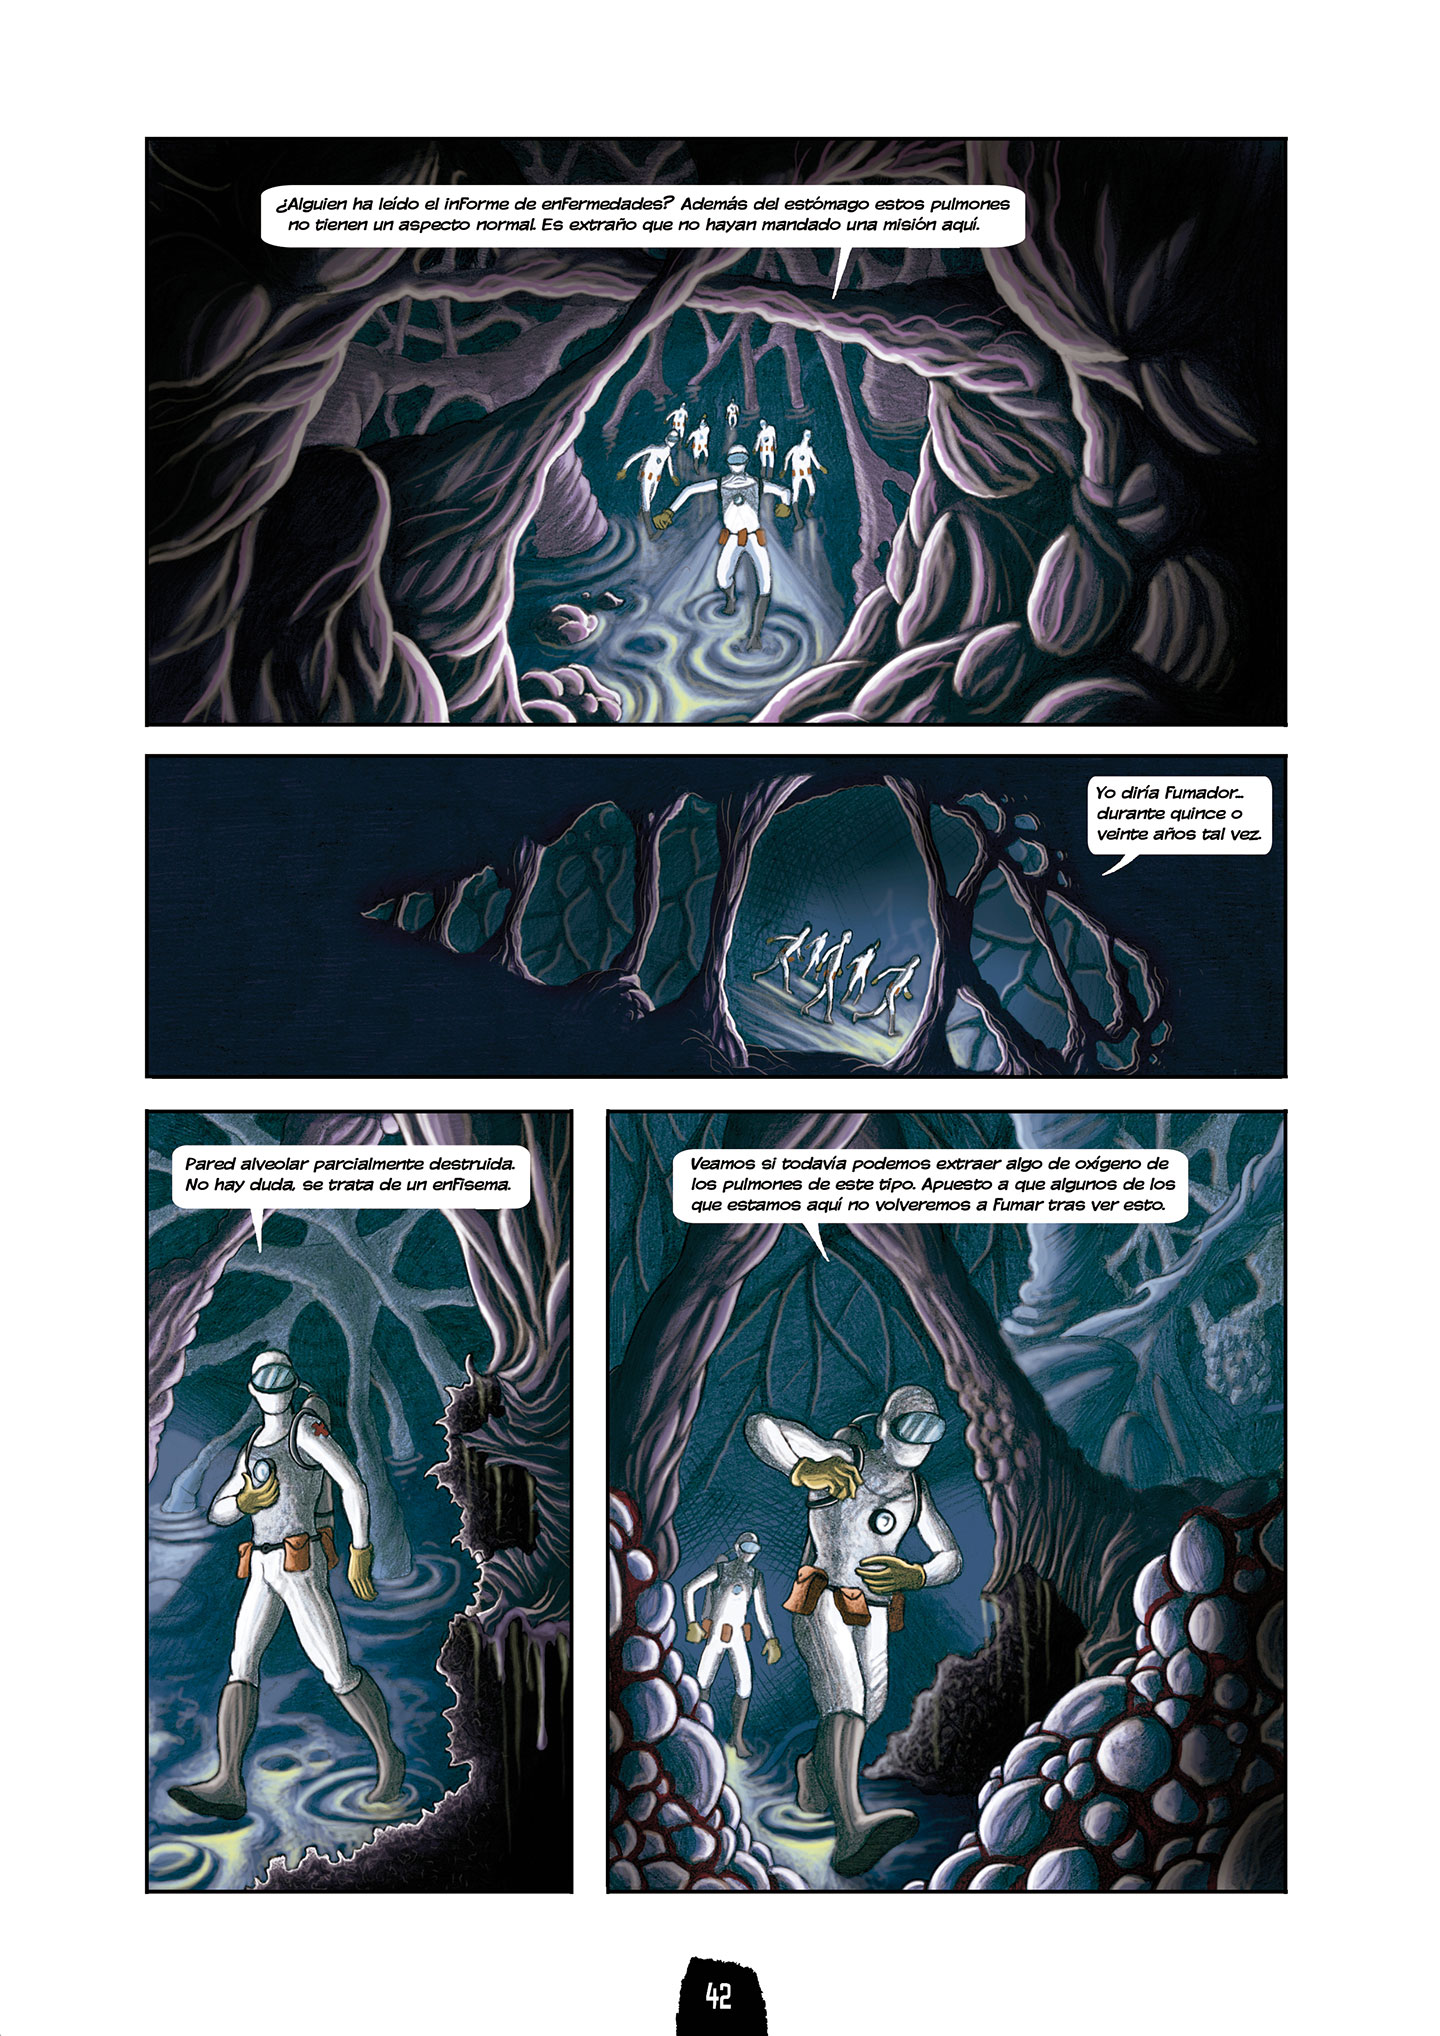 ¿Alguien ha leído el informe de enfermedades? Además del estómago estos pulmones
no tienen un aspecto normal. Es extraño que no hayan mandado una misión aquí.
Yo diría fumador...
durante quince o
veinte años tal vez.
Pared alveolar parcialmente destruida.
No hay duda, se trata de un enfisema.
Veamos si todavía podemos extraer algo de oxígeno de
los pulmones de este tipo. Apuesto a que algunos de los
que estamos aquí no volveremos a fumar tras ver esto.
42